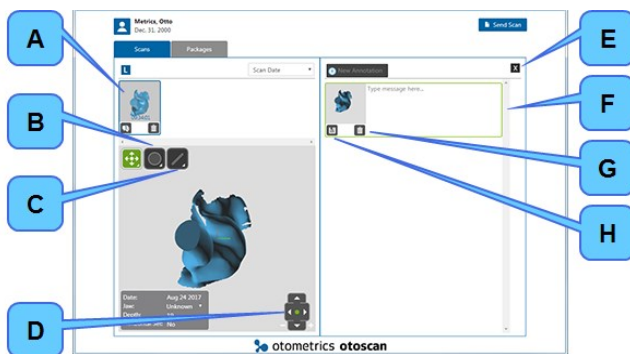 Metrics, Otto
Dec. 31, 2000
Send Scan
Scans
Packages
L
Scan Date
New Annotation
X
Type message here...
Date: Aug 24 2017
Jaw: Unknown
Depth:
No
otometrics otoscan
A
B
C
D
E
F
G
H